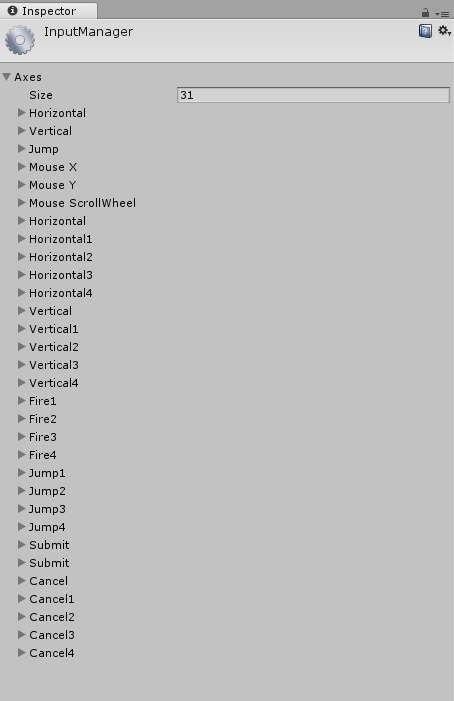 Inspector
InputManager
Axes
Size 31
Horizontal
Vertical
Jump
Mouse X
Mouse Y
Mouse ScrollWheel
Horizontal
Horizontal1
Horizontal2
Horizontal3
Horizontal4
Vertical
Vertical1
Vertical2
Vertical3
Vertical4
Fire1
Fire2
Fire3
Fire4
Jump1
Jump2
Jump3
Jump4
Submit
Submit
Cancel
Cancel1
Cancel2
Cancel3
Cancel4